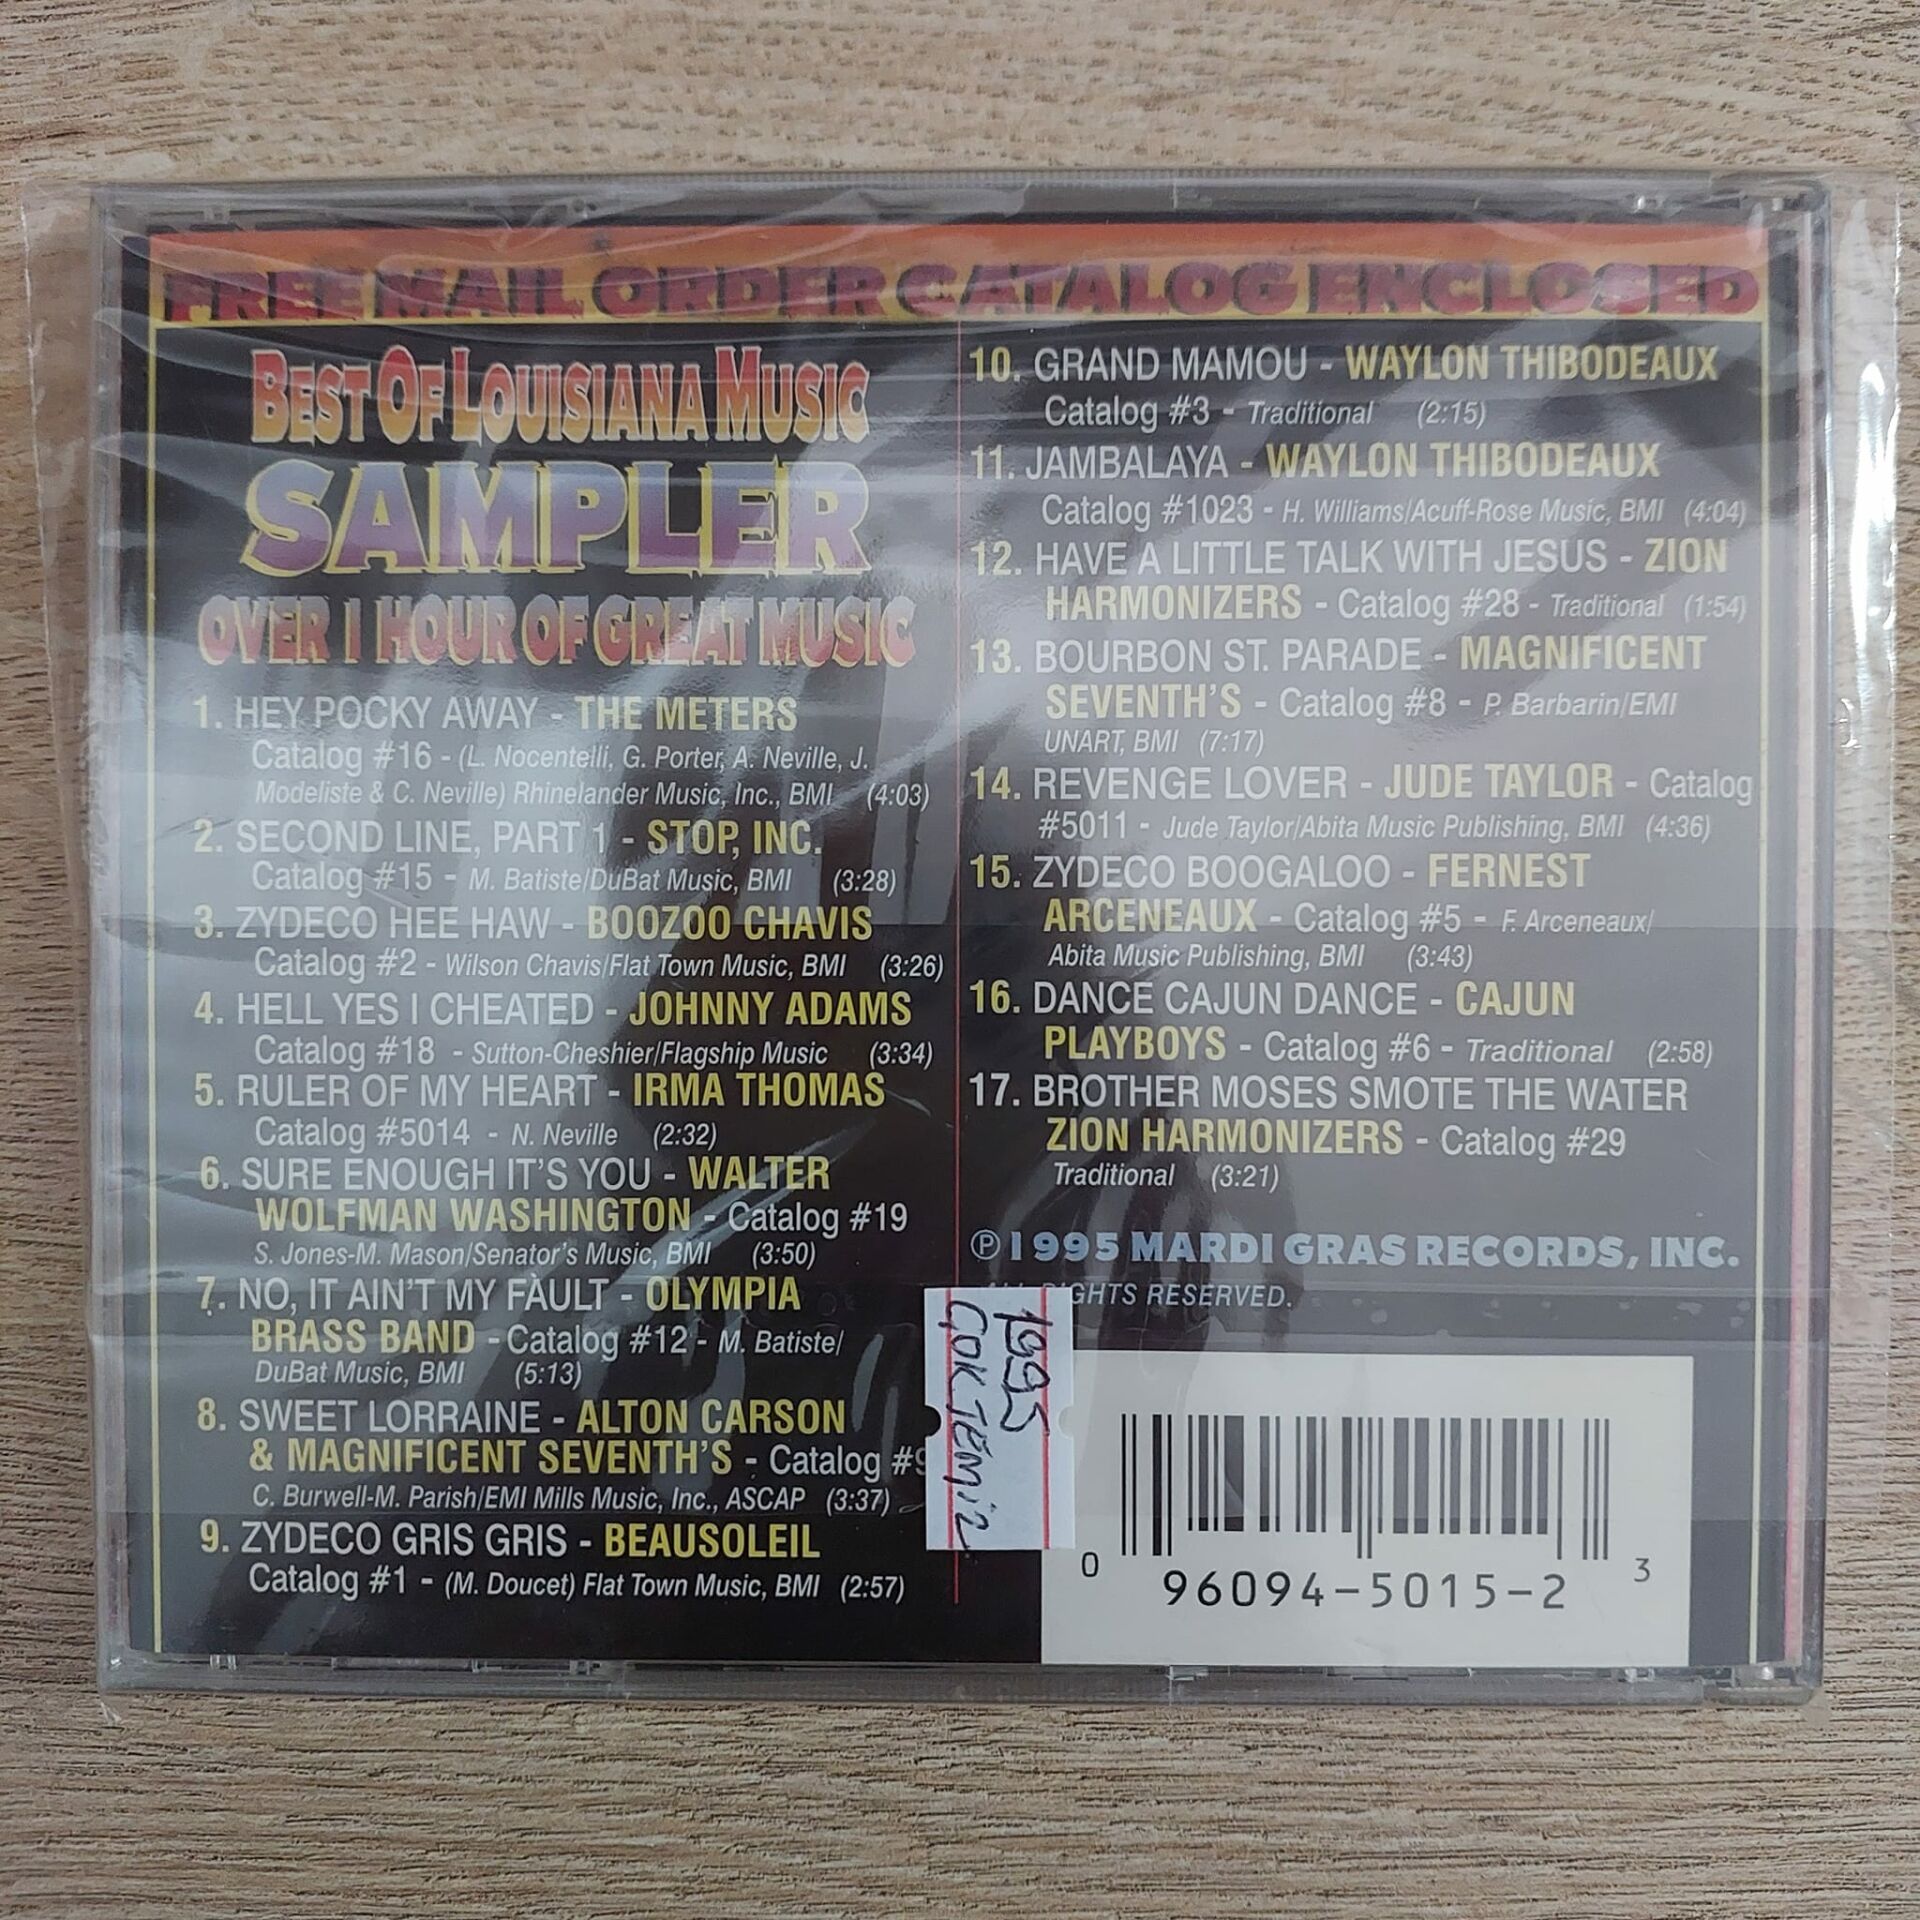 FREE MAIL ORDER CATALOG ENCLOSED
BEST OF LOUISIANA MUSIC
SAMPLER
OVER 1 HOUR OF GREAT MUSIC
1. HEY POCKY AWAY - THE METERS
Catalog #16 - (L. Nocentelli, G. Porter, A. Neville, J.
Modeliste & C. Neville) Rhinelander Music, Inc., BMI (4:03)
2. SECOND LINE, PART 1 - STOP, INC.
Catalog #15 - M. Batiste/DuBat Music, BMI (3:28)
3. ZYDECO HEE HAW - BOOZOO CHAVIS
Catalog #2 - Wilson Chavis/Flat Town Music, BMI (3:26)
4. HELL YES I CHEATED - JOHNNY ADAMS
Catalog #18 - Sutton-Cheshier/Flagship Music (3:34)
5. RULER OF MY HEART - IRMA THOMAS
Catalog #5014 - N. Neville (2:32)
6. SURE ENOUGH IT'S YOU - WALTER
WOLFMAN WASHINGTON - Catalog #19
S. Jones-M. Mason/Senator's Music, BMI (3:50)
7. NO, IT AIN'T MY FAULT - OLYMPIA
BRASS BAND - Catalog #12 - M. Batiste/
DuBat Music, BMI (5:13)
8. SWEET LORRAINE - ALTON CARSON
& MAGNIFICENT SEVENTH'S - Catalog #9
C. Burwell-M. Parish/EMI Mills Music, Inc., ASCAP (3:37)
9. ZYDECO GRIS GRIS - BEAUSOLEIL
Catalog #1 - (M. Doucet) Flat Town Music, BMI (2:57)
10. GRAND MAMOU - WAYLON THIBODEAUX
Catalog #3 - Traditional (2:15)
11. JAMBALAYA - WAYLON THIBODEAUX
Catalog #1023 - H. Williams/Acuff-Rose Music, BMI (4:04)
12. HAVE A LITTLE TALK WITH JESUS - ZION
HARMONIZERS - Catalog #28 - Traditional (1:54)
13. BOURBON ST. PARADE - MAGNIFICENT
SEVENTH'S - Catalog #8 - P. Barbarin/EMI
UNART, BMI (7:17)
14. REVENGE LOVER - JUDE TAYLOR - Catalog
#5011 - Jude Taylor/Abita Music Publishing, BMI (4:36)
15. ZYDECO BOOGALOO - FERNEST
ARCENEAUX - Catalog #5 - F. Arceneaux/
Abita Music Publishing, BMI (3:43)
16. DANCE CAJUN DANCE - CAJUN
PLAYBOYS - Catalog #6 - Traditional (2:58)
17. BROTHER MOSES SMOTE THE WATER
ZION HARMONIZERS - Catalog #29
Traditional (3:21)
℗1995 MARDI GRAS RECORDS, INC.
RESERVED.
1995
ÇOK TEMİZ
0 96094-5015-2 3